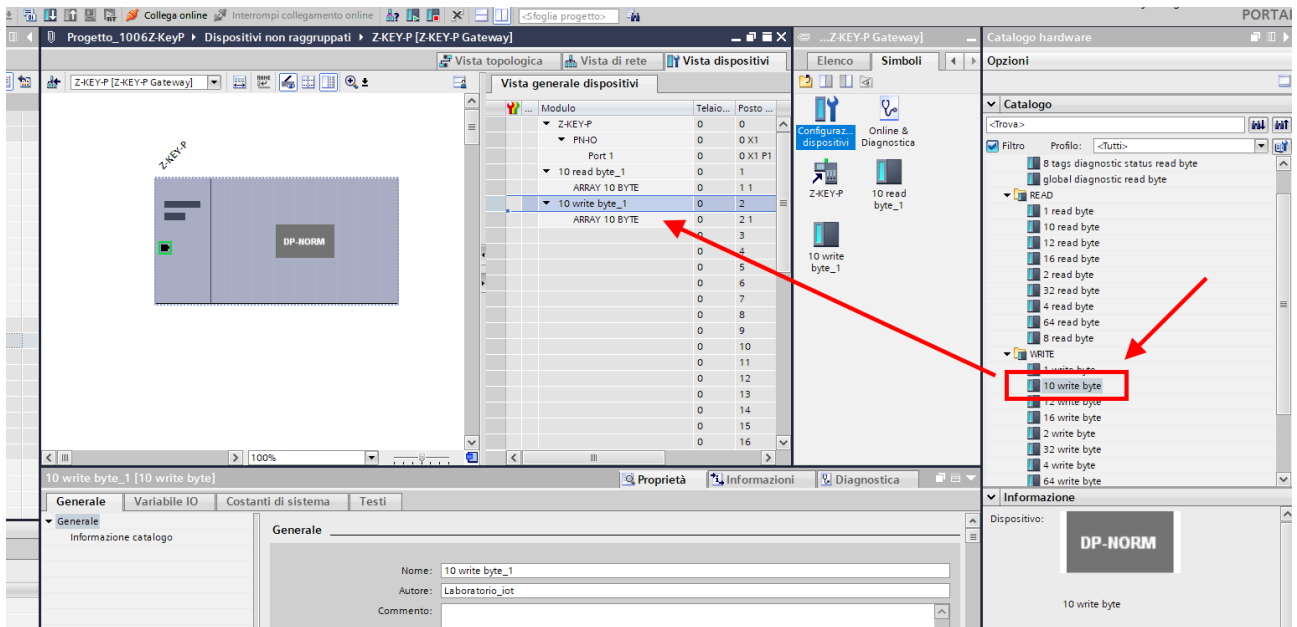 Collega online
Interrompi collegamento online
<Sfoglia progetto>
PORTAL
Progetto_1006Z-KeyP
Dispositivi non raggruppati
Z-KEY-P [Z-KEY-P Gateway]
...Z-KEY-P Gateway]
Catalogo hardware
Vista topologica
Vista di rete
Vista dispositivi
Elenco
Simboli
Opzioni
Z-KEY-P [Z-KEY-P Gateway]
Vista generale dispositivi
... Modulo Telaio... Posto ...
Z-KEY-P 0 0
PN-IO 0 0 X1
Port 1 0 0 X1 P1
10 read byte_1 0 1
ARRAY 10 BYTE 0 1 1
10 write byte_1 0 2
ARRAY 10 BYTE 0 2 1
0 3
0 4
0 5
0 6
0 7
0 8
0 9
0 10
0 11
0 12
0 13
0 14
0 15
0 16
Z-KEY-P
DP-NORM
100%
Configuraz...
dispositivi
Online &
Diagnostica
Z-KEY-P
10 read
byte_1
10 write
byte_1
Catalogo
<Trova>
Filtro
Profilo:
<Tutti>
8 tags diagnostic status read byte
global diagnostic read byte
READ
1 read byte
10 read byte
12 read byte
16 read byte
2 read byte
32 read byte
4 read byte
64 read byte
8 read byte
WRITE
1 write byte
10 write byte
12 write byte
16 write byte
2 write byte
32 write byte
4 write byte
64 write byte
Informazione
Dispositivo:
DP-NORM
10 write byte
10 write byte_1 [10 write byte]
Proprietà
Informazioni
Diagnostica
Generale
Variabile IO
Costanti di sistema
Testi
Generale
Informazione catalogo
Generale
Nome: 10 write byte_1
Autore: Laboratorio_iot
Commento: